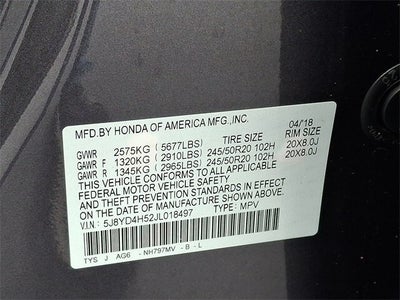 MFD.BY HONDA OF AMERICA MFG.,INC.
04/18
TIRE SIZE RIM SIZE
GVWR 2575KG (5677LBS)
GAWR F 1320KG (2910LBS) 245/50R20 102H 20X8.0J
GAWR R 1345KG (2965LBS) 245/50R20 102H 20X8.0J
THIS VEHICLE CONFORMS TO ALL APPLICABLE
FEDERAL MOTOR VEHICLE SAFETY,
AND THEFT PREVENTION STANDARDS IN EFFECT
ON THE DATE OF MANUFACTURE SHOWN ABOVE.
V.I.N.: 5J8YD4H52JL018497 TYPE: MPV
TYS J AG6 - NH797MV - B - L